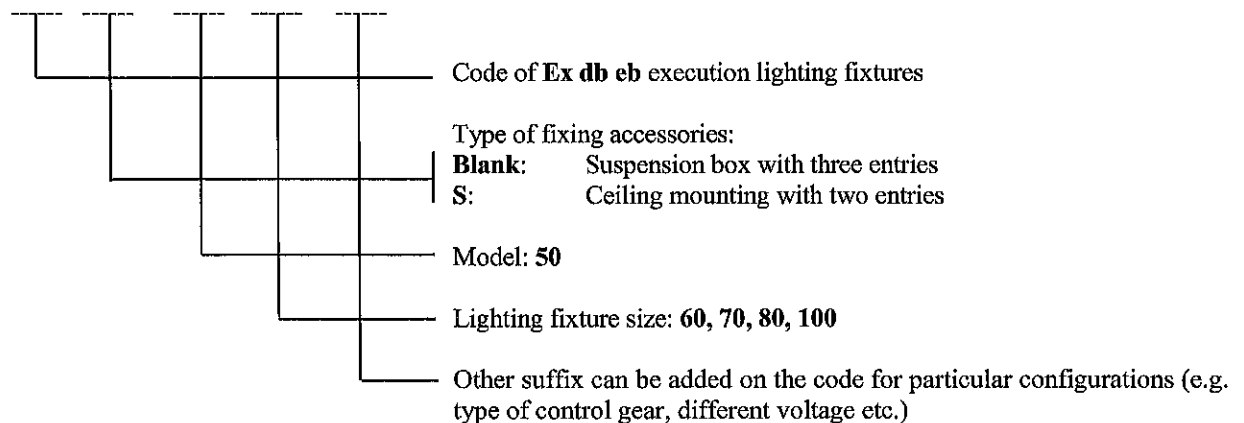 Code of Ex db eb execution lighting fixtures
Type of fixing accessories:
Blank: Suspension box with three entries
S: Ceiling mounting with two entries
Model: 50
Lighting fixture size: 60, 70, 80, 100
Other suffix can be added on the code for particular configurations (e.g.
type of control gear, different voltage etc.)